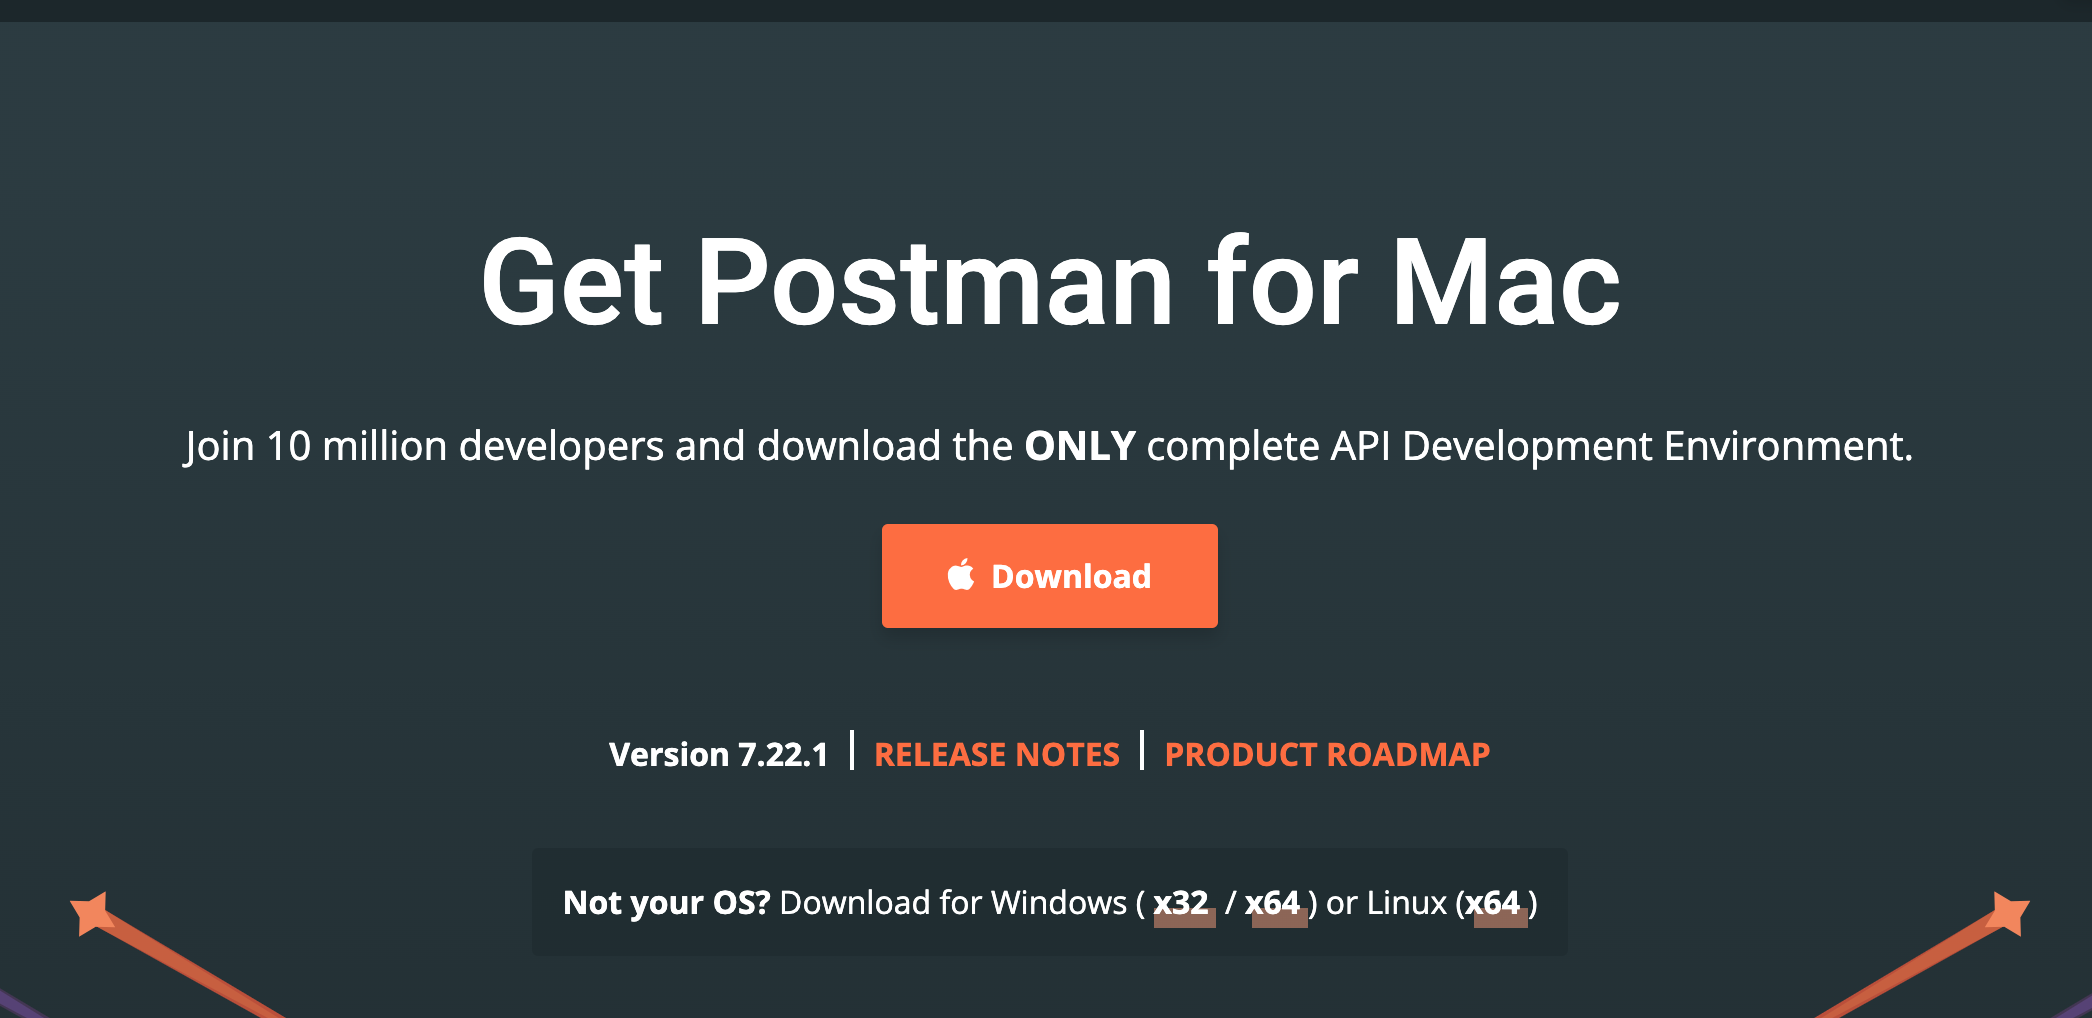 Get Postman for Mac
Join 10 million developers and download the ONLY complete API Development Environment.
Download
Version 7.22.1 | RELEASE NOTES | PRODUCT ROADMAP
Not your OS? Download for Windows ( x32 / x64 ) or Linux (x64 )